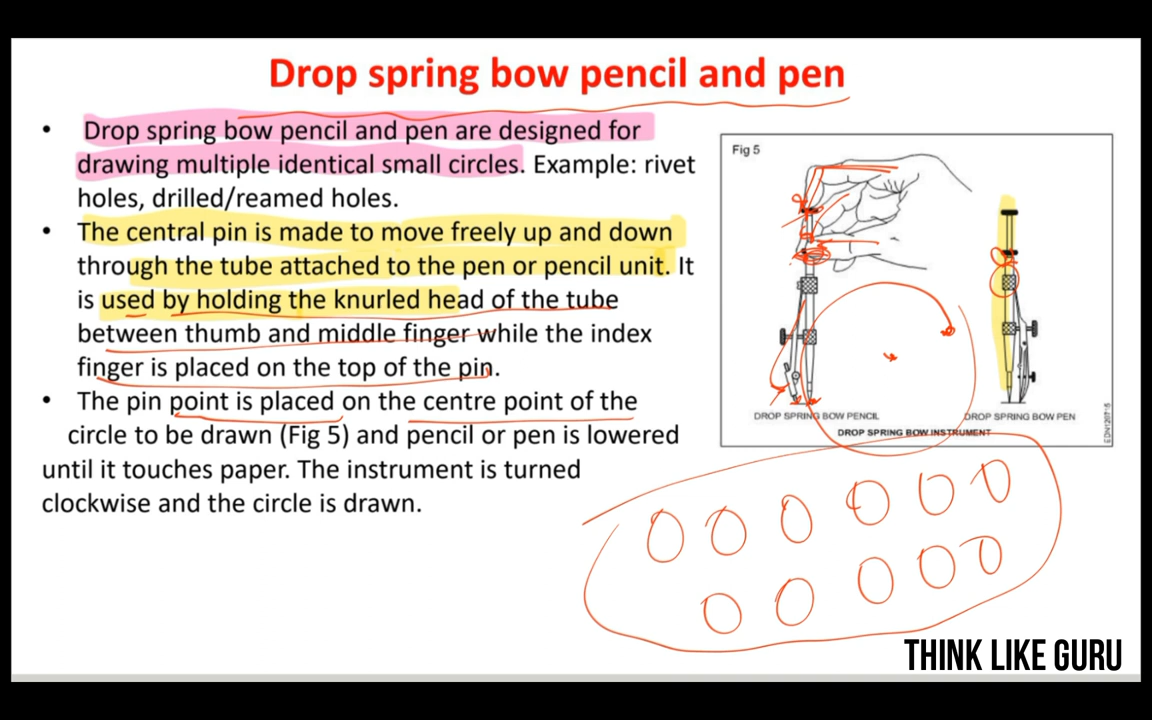 Drop spring bow pencil and pen
• Drop spring bow pencil and pen are designed for
drawing multiple identical small circles. Example: rivet
holes, drilled/reamed holes.
• The central pin is made to move freely up and down
through the tube attached to the pen or pencil unit. It
is used by holding the knurled head of the tube
between thumb and middle finger while the index
finger is placed on the top of the pin.
• The pin point is placed on the centre point of the
circle to be drawn (Fig 5) and pencil or pen is lowered
until it touches paper. The instrument is turned
clockwise and the circle is drawn.
Fig 5
DROP SPRING BOW PENCIL
DROP SPRING BOW PEN
DROP SPRING BOW INSTRUMENT
THINK LIKE GURU